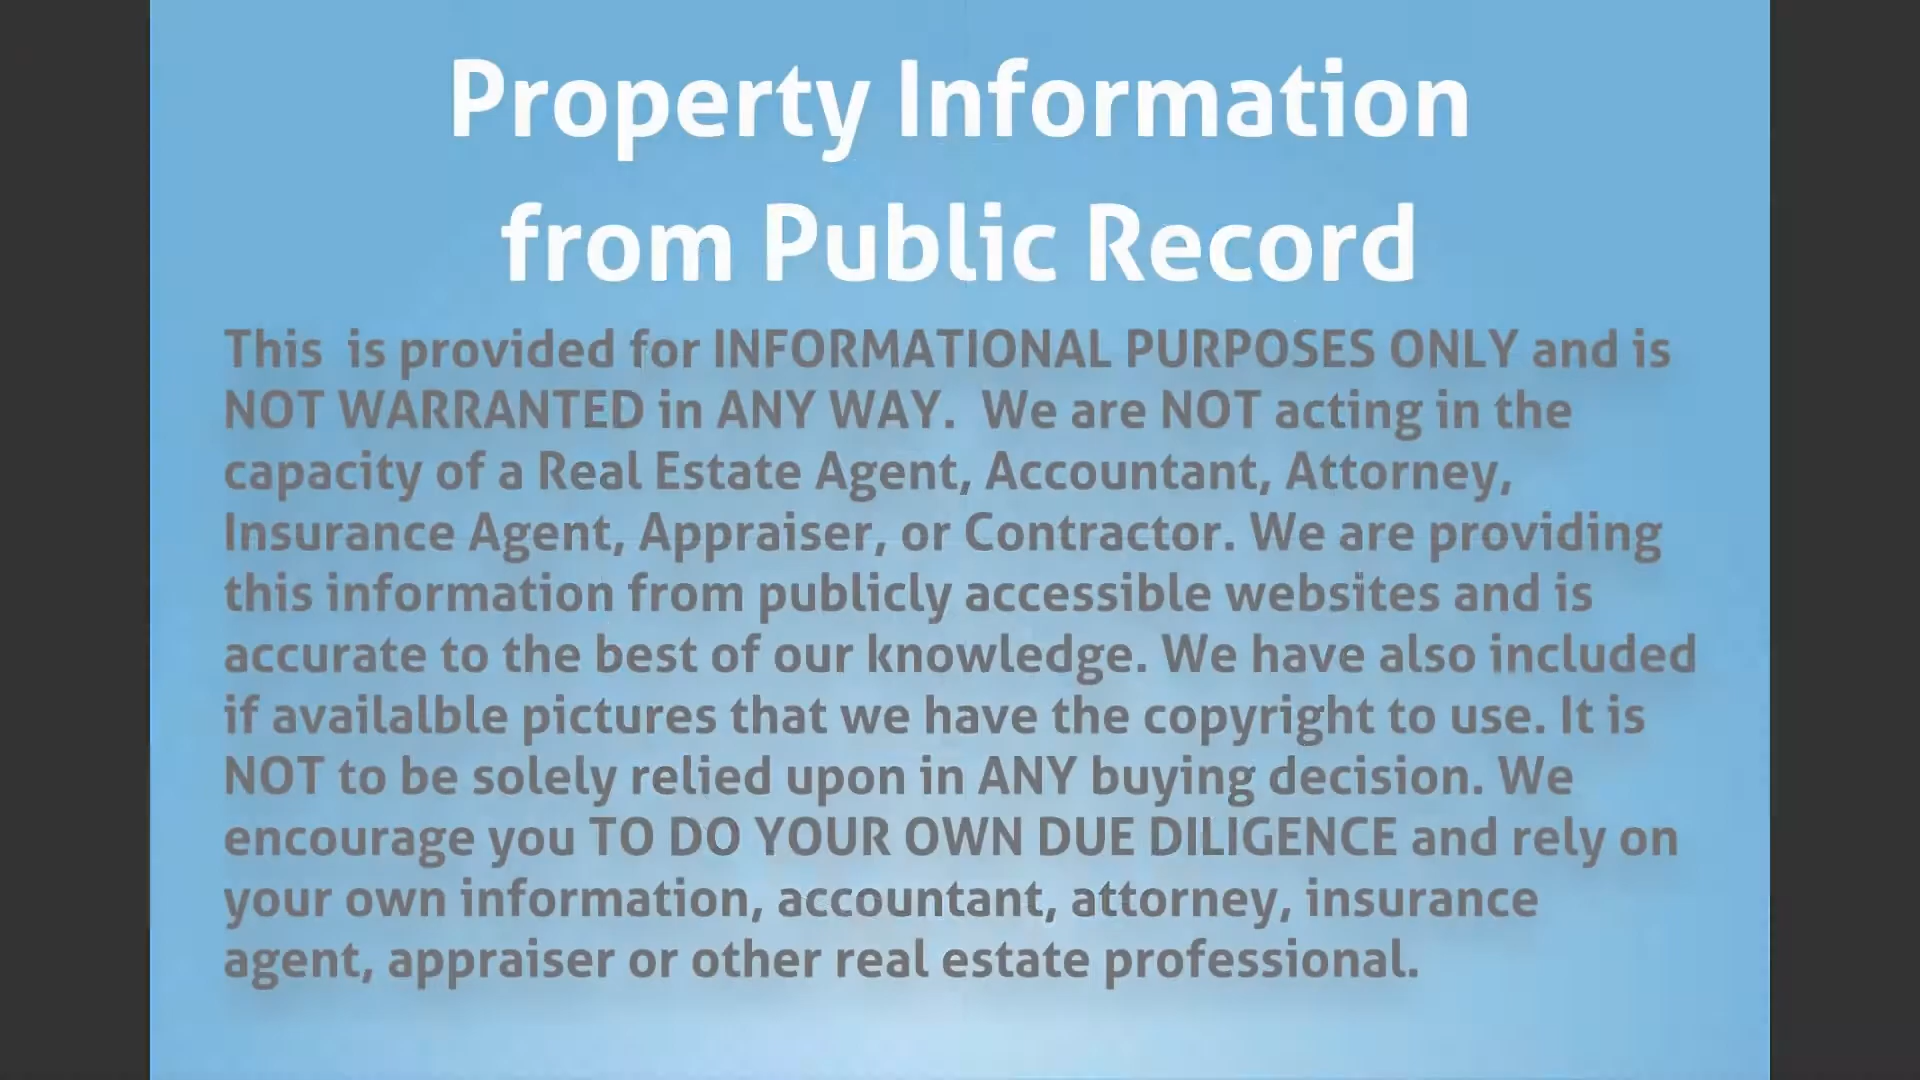 Property Information
from Public Record
This  is provided for INFORMATIONAL PURPOSES ONLY and is
NOT WARRANTED in ANY WAY.  We are NOT acting in the
capacity of a Real Estate Agent, Accountant, Attorney,
Insurance Agent, Appraiser, or Contractor. We are providing
this information from publicly accessible websites and is
accurate to the best of our knowledge. We have also included
if availalble pictures that we have the copyright to use. It is
NOT to be solely relied upon in ANY buying decision. We
encourage you TO DO YOUR OWN DUE DILIGENCE and rely on
your own information, accountant, attorney, insurance
agent, appraiser or other real estate professional.